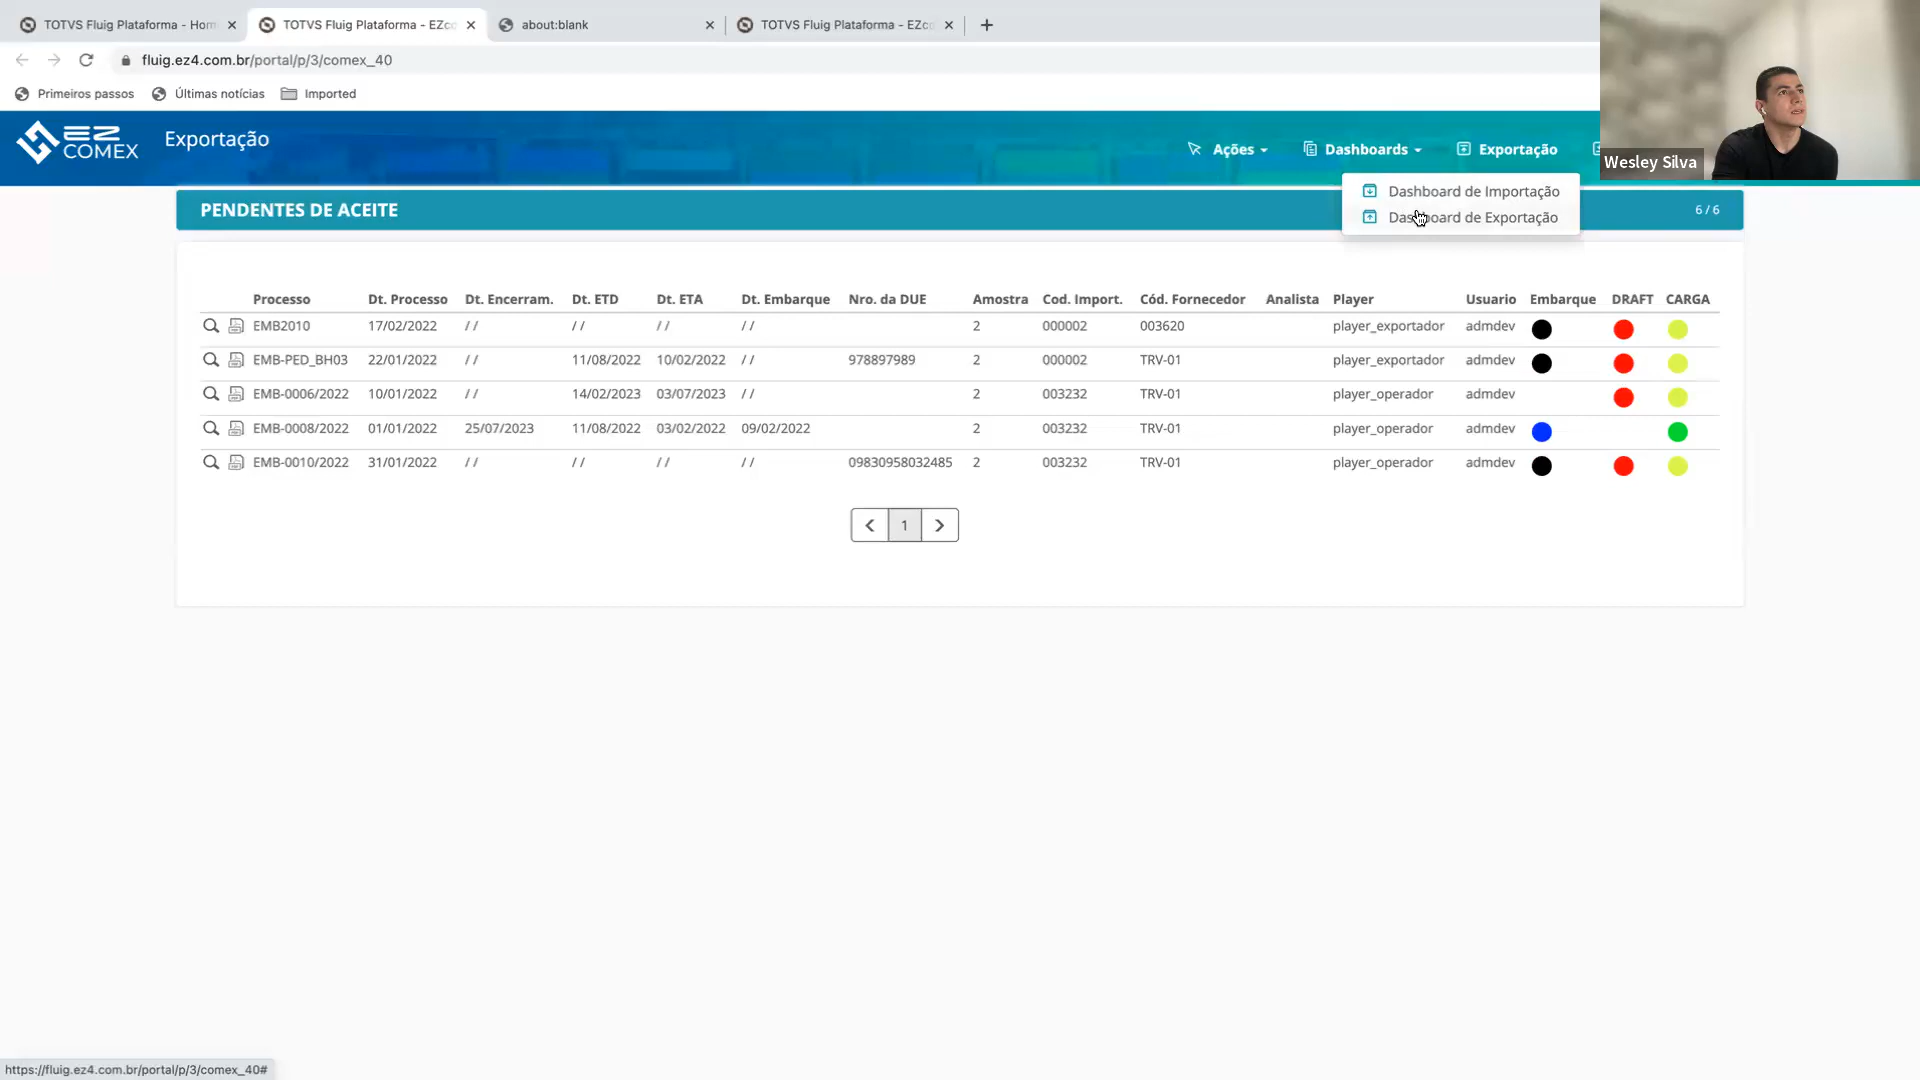 TOTVS Fluig Plataforma - Hom
TOTVS Fluig Plataforma - EZco
about:blank
TOTVS Fluig Plataforma - EZco
fluig.ez4.com.br/portal/p/3/comex_40
Primeiros passos Últimas notícias Imported
EZ COMEX
Exportação
Ações Dashboards Exportação
Wesley Silva
Dashboard de Importação
Dashboard de Exportação
PENDENTES DE ACEITE 6 / 6
Processo Dt. Processo Dt. Encerram. Dt. ETD Dt. ETA Dt. Embarque Nro. da DUE Amostra Cod. Import. Cód. Fornecedor Analista Player Usuario Embarque DRAFT CARGA
EMB2010 17/02/2022 / / / / / / / / 2 000002 003620 player_exportador admdev
EMB-PED_BH03 22/01/2022 / / 11/08/2022 10/02/2022 / / 978897989 2 000002 TRV-01 player_exportador admdev
EMB-0006/2022 10/01/2022 / / 14/02/2023 03/07/2023 / / 2 003232 TRV-01 player_operador admdev
EMB-0008/2022 01/01/2022 25/07/2023 11/08/2022 03/02/2022 09/02/2022 2 003232 TRV-01 player_operador admdev
EMB-0010/2022 31/01/2022 / / / / / / / / 09830958032485 2 003232 TRV-01 player_operador admdev
1
https://fluig.ez4.com.br/portal/p/3/comex_40#